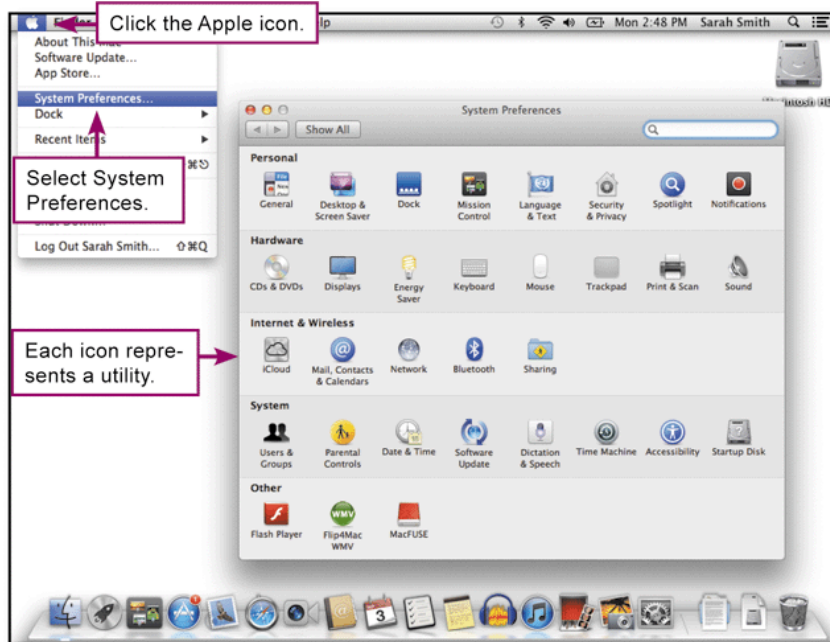 Click the Apple icon.
Mon 2:48 PM Sarah Smith
About This Mac
Software Update...
App Store...
System Preferences...
Dock
Recent Items
Select System
Preferences.
Log Out Sarah Smith... ⇧⌘Q
Macintosh HD
System Preferences
Show All
Personal
General
Desktop &
Screen Saver
Dock
Mission
Control
Language
& Text
Security
& Privacy
Spotlight
Notifications
Hardware
CDs & DVDs
Displays
Energy
Saver
Keyboard
Mouse
Trackpad
Print & Scan
Sound
Each icon repre-
sents a utility.
Internet & Wireless
iCloud
Mail, Contacts
& Calendars
Network
Bluetooth
Sharing
System
Users &
Groups
Parental
Controls
Date & Time
Software
Update
Dictation
& Speech
Time Machine
Accessibility
Startup Disk
Other
Flash Player
WMV
Flip4Mac
WMV
MacFUSE
3